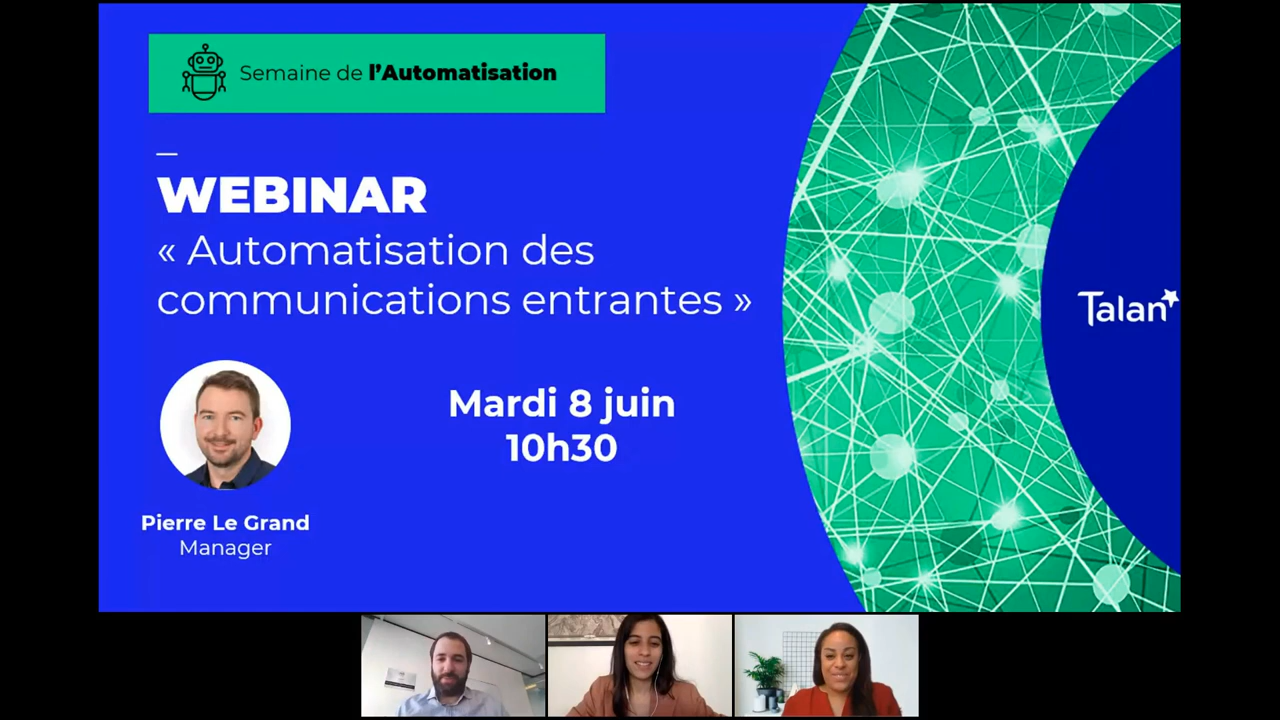 Semaine de l'Automatisation
WEBINAR
« Automatisation des
communications entrantes »
Talan
Mardi 8 juin
10h30
Pierre Le Grand
Manager